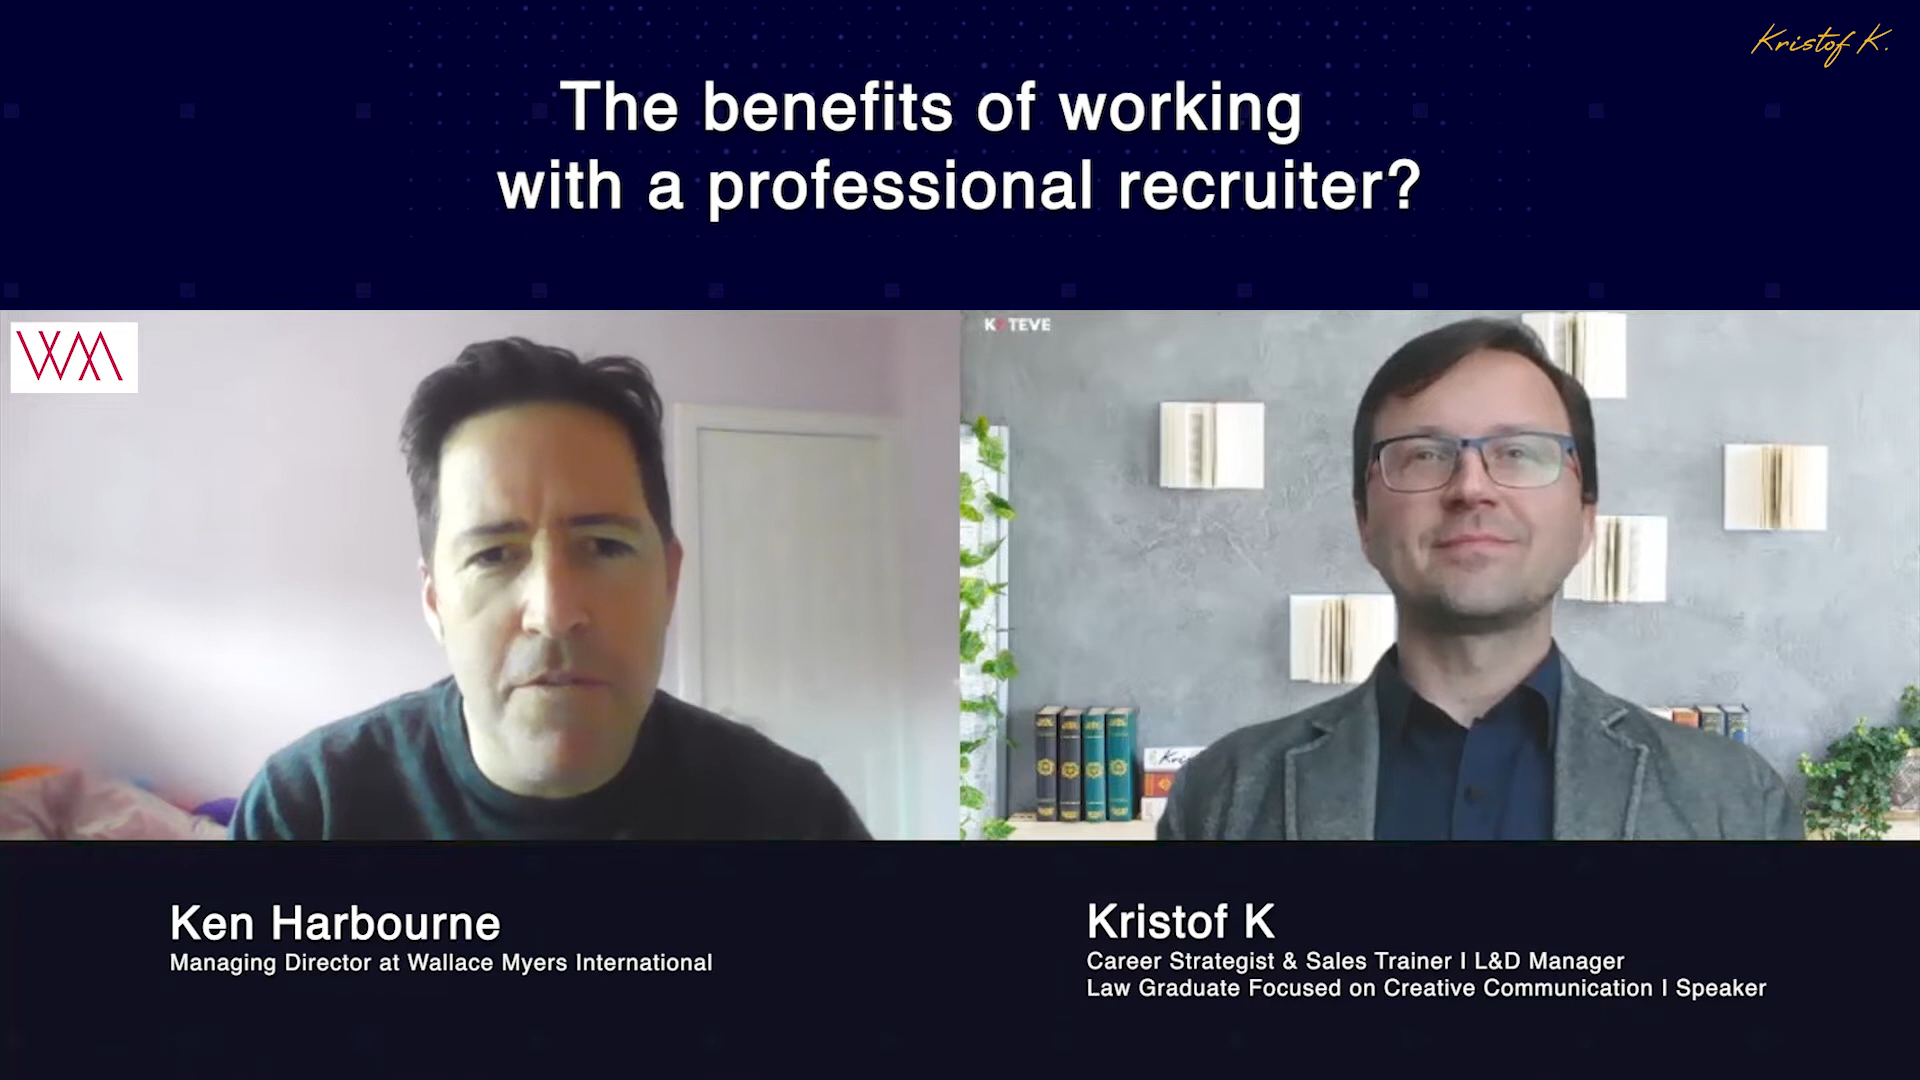 Kristof K.
The benefits of working
with a professional recruiter?
WM
KOTEVE
Ken Harbourne
Managing Director at Wallace Myers International
Kristof K
Career Strategist & Sales Trainer I L&D Manager
Law Graduate Focused on Creative Communication I Speaker